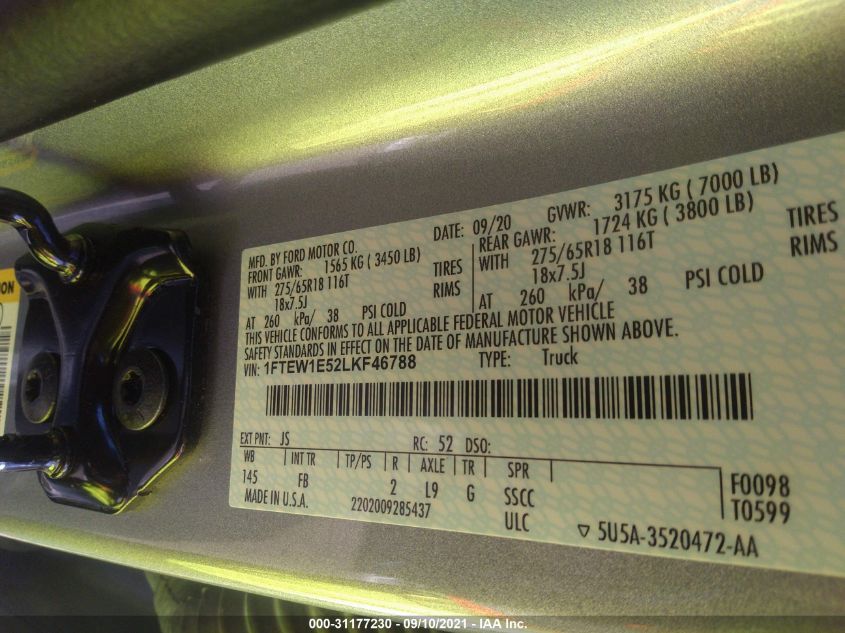 MFD. BY FORD MOTOR CO.
DATE: 09/20
GVWR: 3175 KG ( 7000 LB)
FRONT GAWR: 1565 KG ( 3450 LB)
REAR GAWR: 1724 KG ( 3800 LB)
WITH 275/65R18 116T TIRES
WITH 275/65R18 116T TIRES
18x7.5J RIMS
18x7.5J RIMS
AT 260 kPa/ 38 PSI COLD
AT 260 kPa/ 38 PSI COLD
THIS VEHICLE CONFORMS TO ALL APPLICABLE FEDERAL MOTOR VEHICLE
SAFETY STANDARDS IN EFFECT ON THE DATE OF MANUFACTURE SHOWN ABOVE.
VIN: 1FTEW1E52LKF46788 TYPE: Truck
EXT PNT: JS RC: 52 DSO:
WB INT TR TP/PS R AXLE TR SPR
145 FB 2 L9 G SSCC
F0098
T0599
MADE IN U.S.A. 2202009285437 ULC
▽ 5U5A-3520472-AA
ION
000-31177230 - 09/10/2021 - IAA Inc.